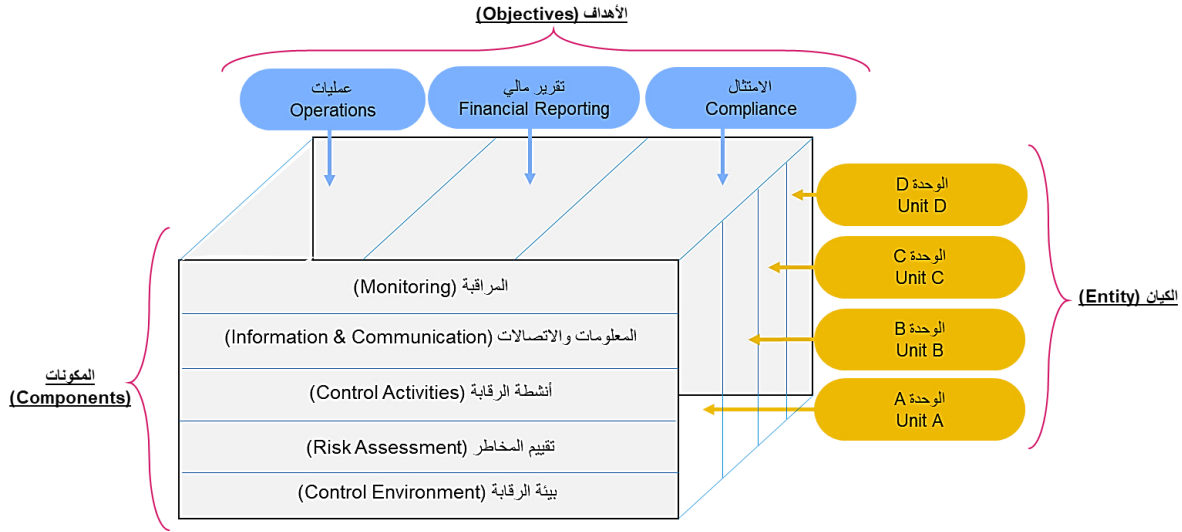 الأهداف (Objectives)
عمليات
Operations
تقرير مالي
Financial Reporting
الامتثال
Compliance
الوحدة D
Unit D
الوحدة C
Unit C
الوحدة B
Unit B
الوحدة A
Unit A
الكيان (Entity)
المكونات
(Components)
المراقبة (Monitoring)
المعلومات والاتصالات (Information & Communication)
أنشطة الرقابة (Control Activities)
تقييم المخاطر (Risk Assessment)
بيئة الرقابة (Control Environment)